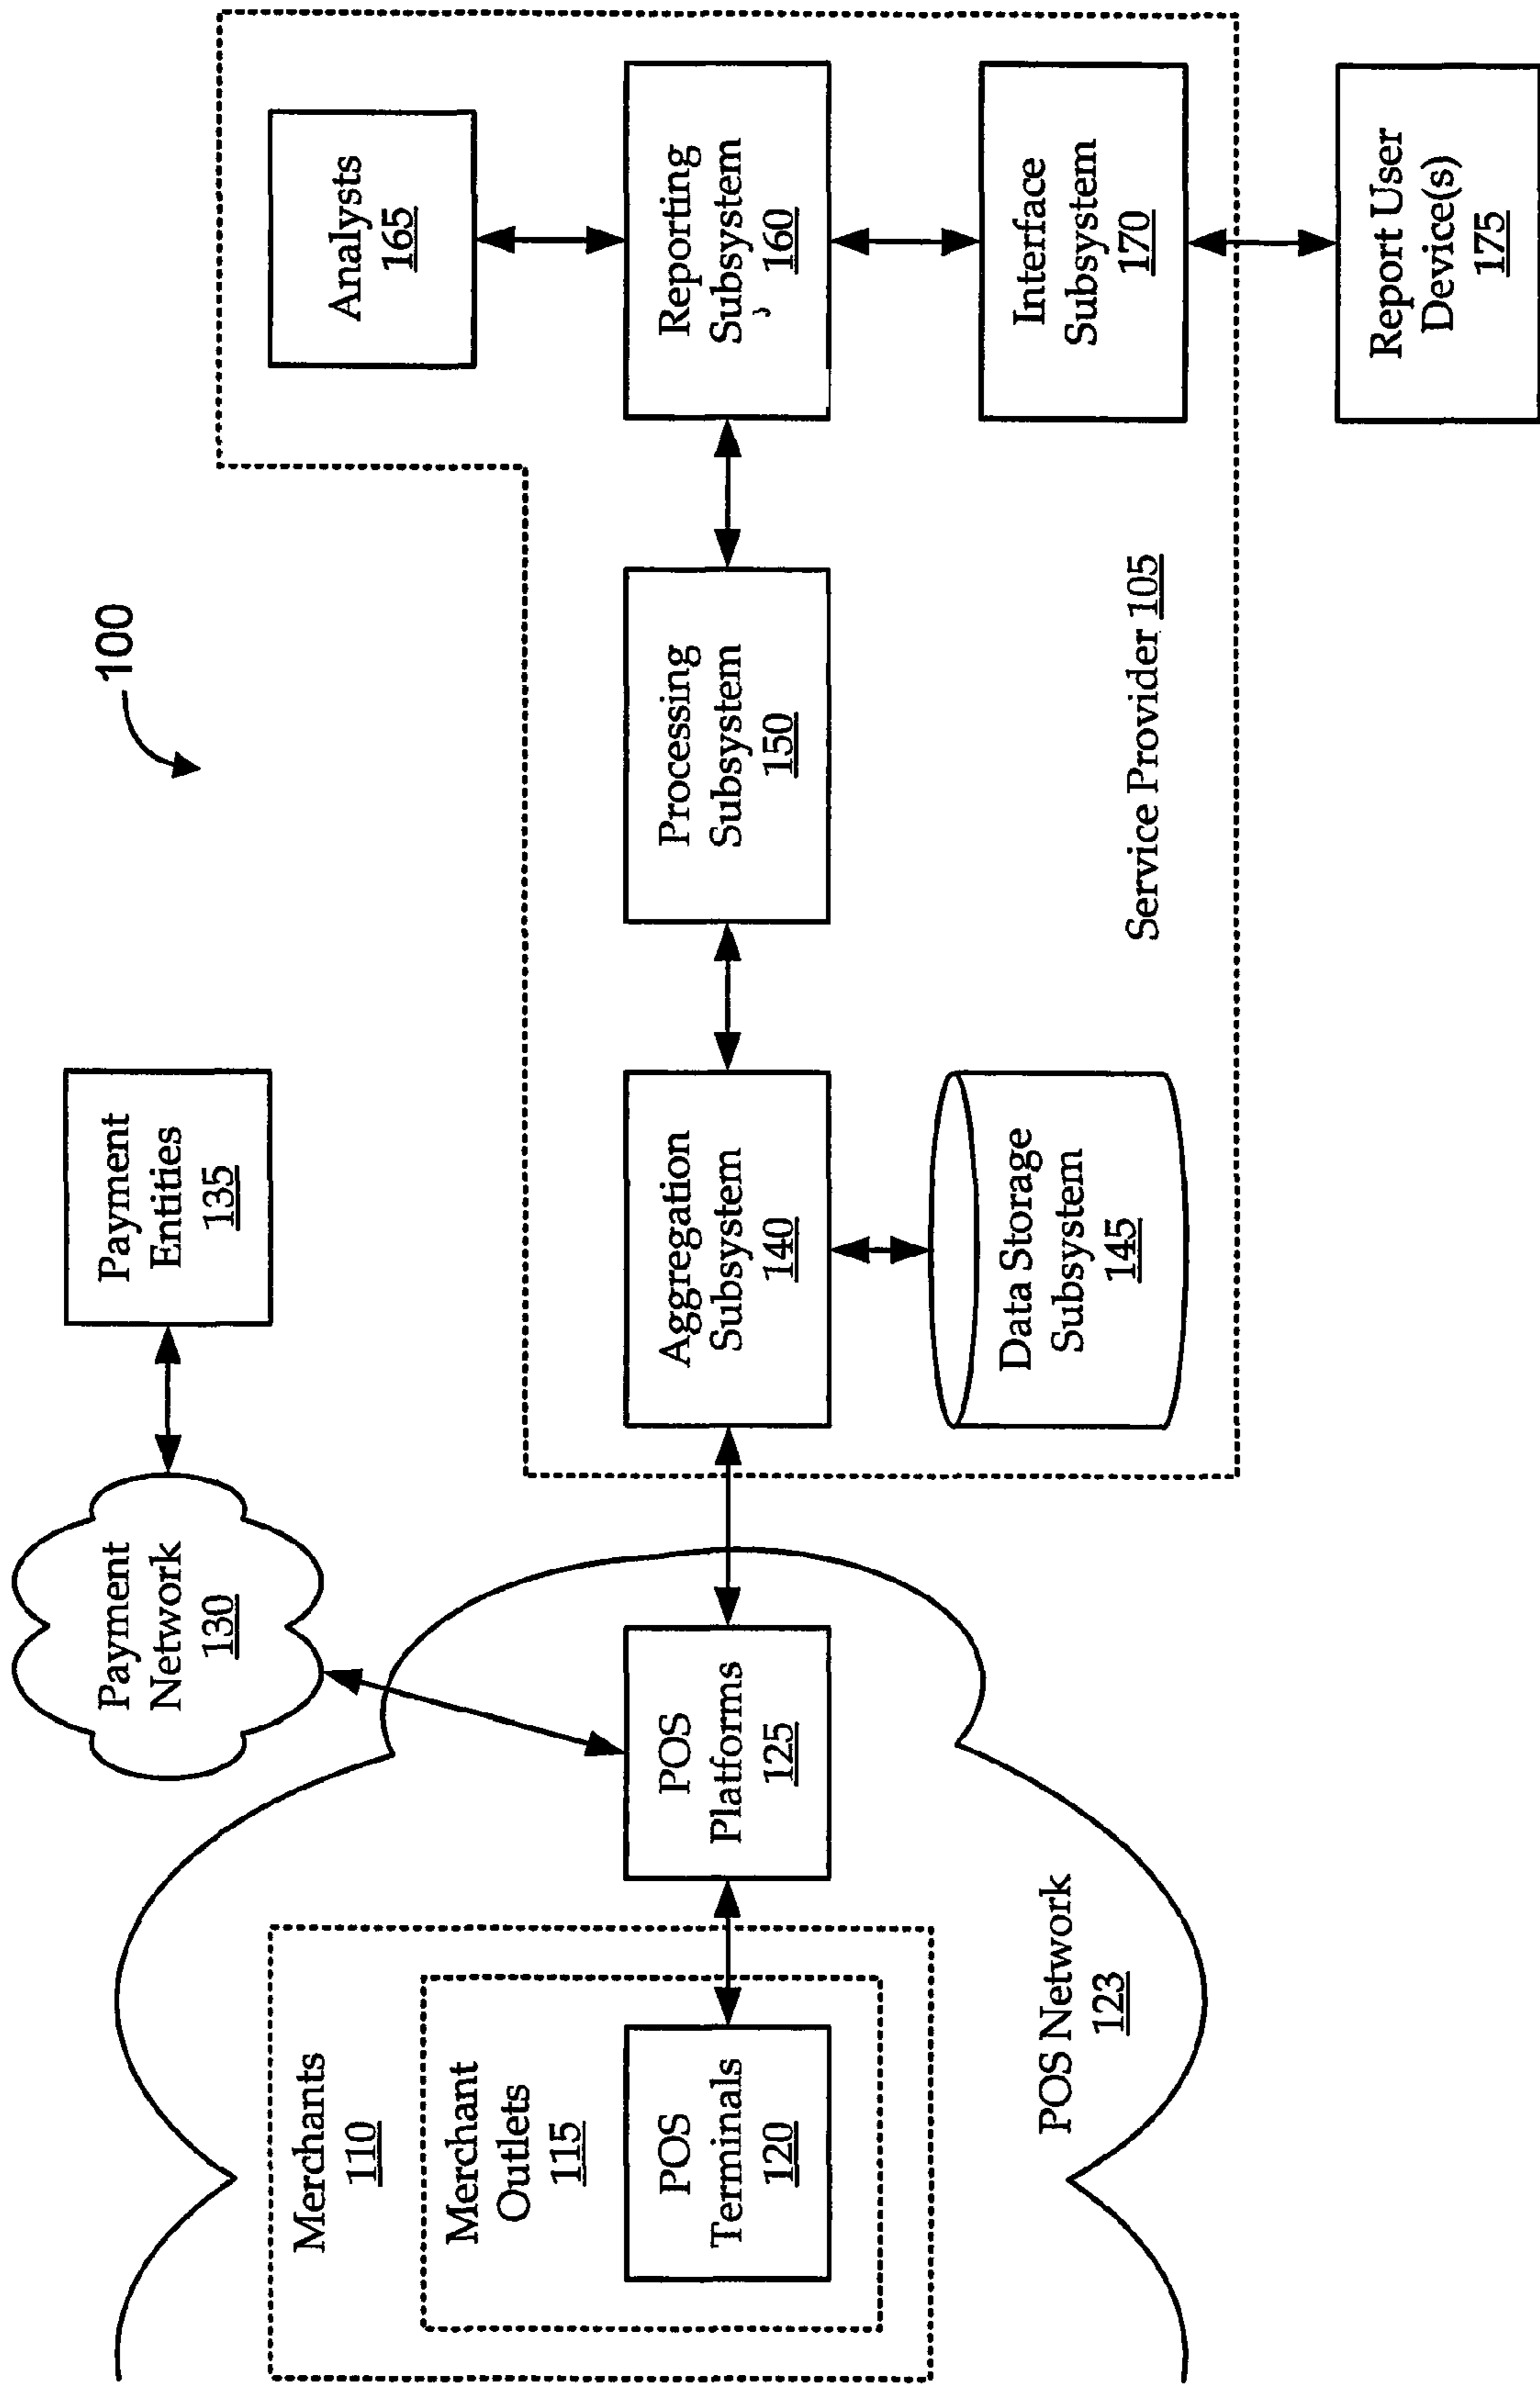 100
Payment
Network
130
Payment
Entities
135
Analysts
165
Merchants
110
Merchant
Outlets
115
POS
Terminals
120
POS
Platforms
125
Aggregation
Subsystem
140
Processing
Subsystem
150
Reporting
Subsystem
160
Data Storage
Subsystem
145
Interface
Subsystem
170
POS Network
123
Service Provider 105
Report User
Device(s)
175